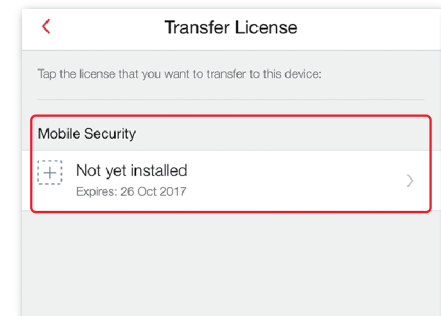 Transfer License
Tap the license that you want to transfer to this device:
Mobile Security
Not yet installed
Expires: 26 Oct 2017